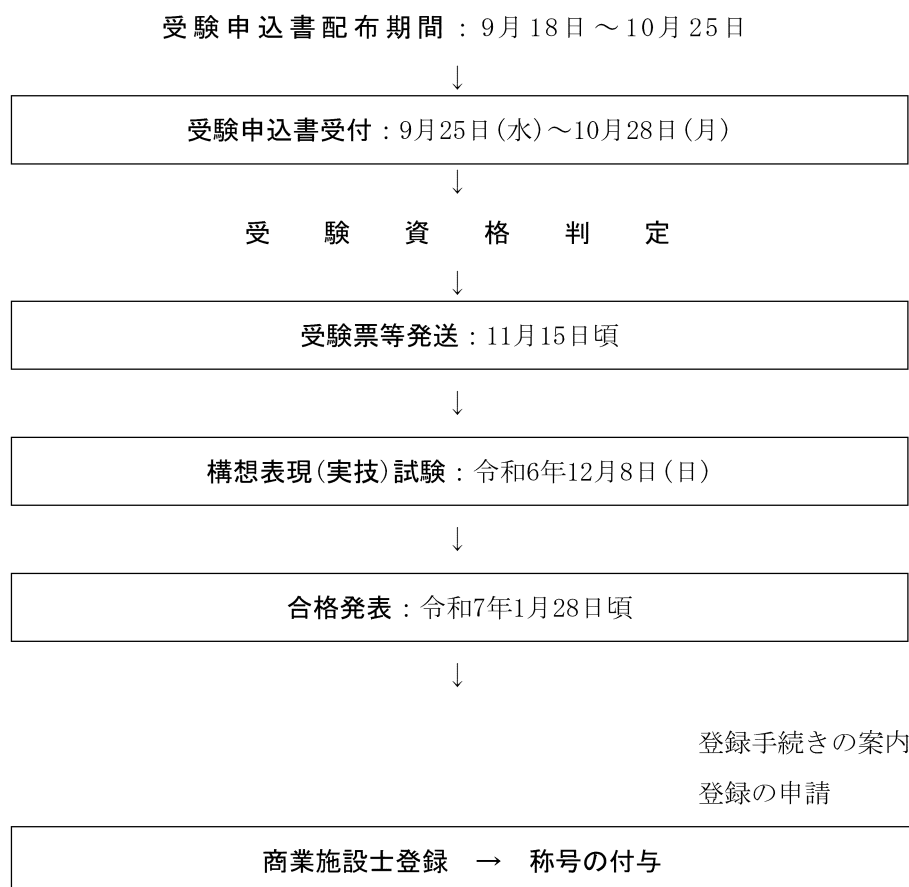 受験申込書配布期間：9月18日～10月25日
↓
受験申込書受付：9月25日(水)～10月28日(月)
↓
受験資格判定
↓
受験票等発送：11月15日頃
↓
構想表現(実技)試験：令和6年12月8日(日)
↓
合格発表：令和7年1月28日頃
↓
登録手続きの案内
登録の申請
商業施設士登録　→　称号の付与